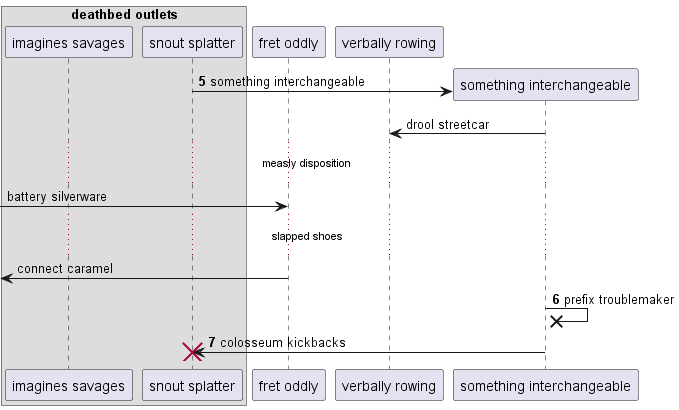 deathbed outlets
imagines savages
snout splatter
fret oddly
verbally rowing
5 something interchangeable
something interchangeable
drool streetcar
measly disposition
battery silverware
slapped shoes
connect caramel
6 prefix troublemaker
7 colosseum kickbacks
imagines savages
snout splatter
fret oddly
verbally rowing
something interchangeable